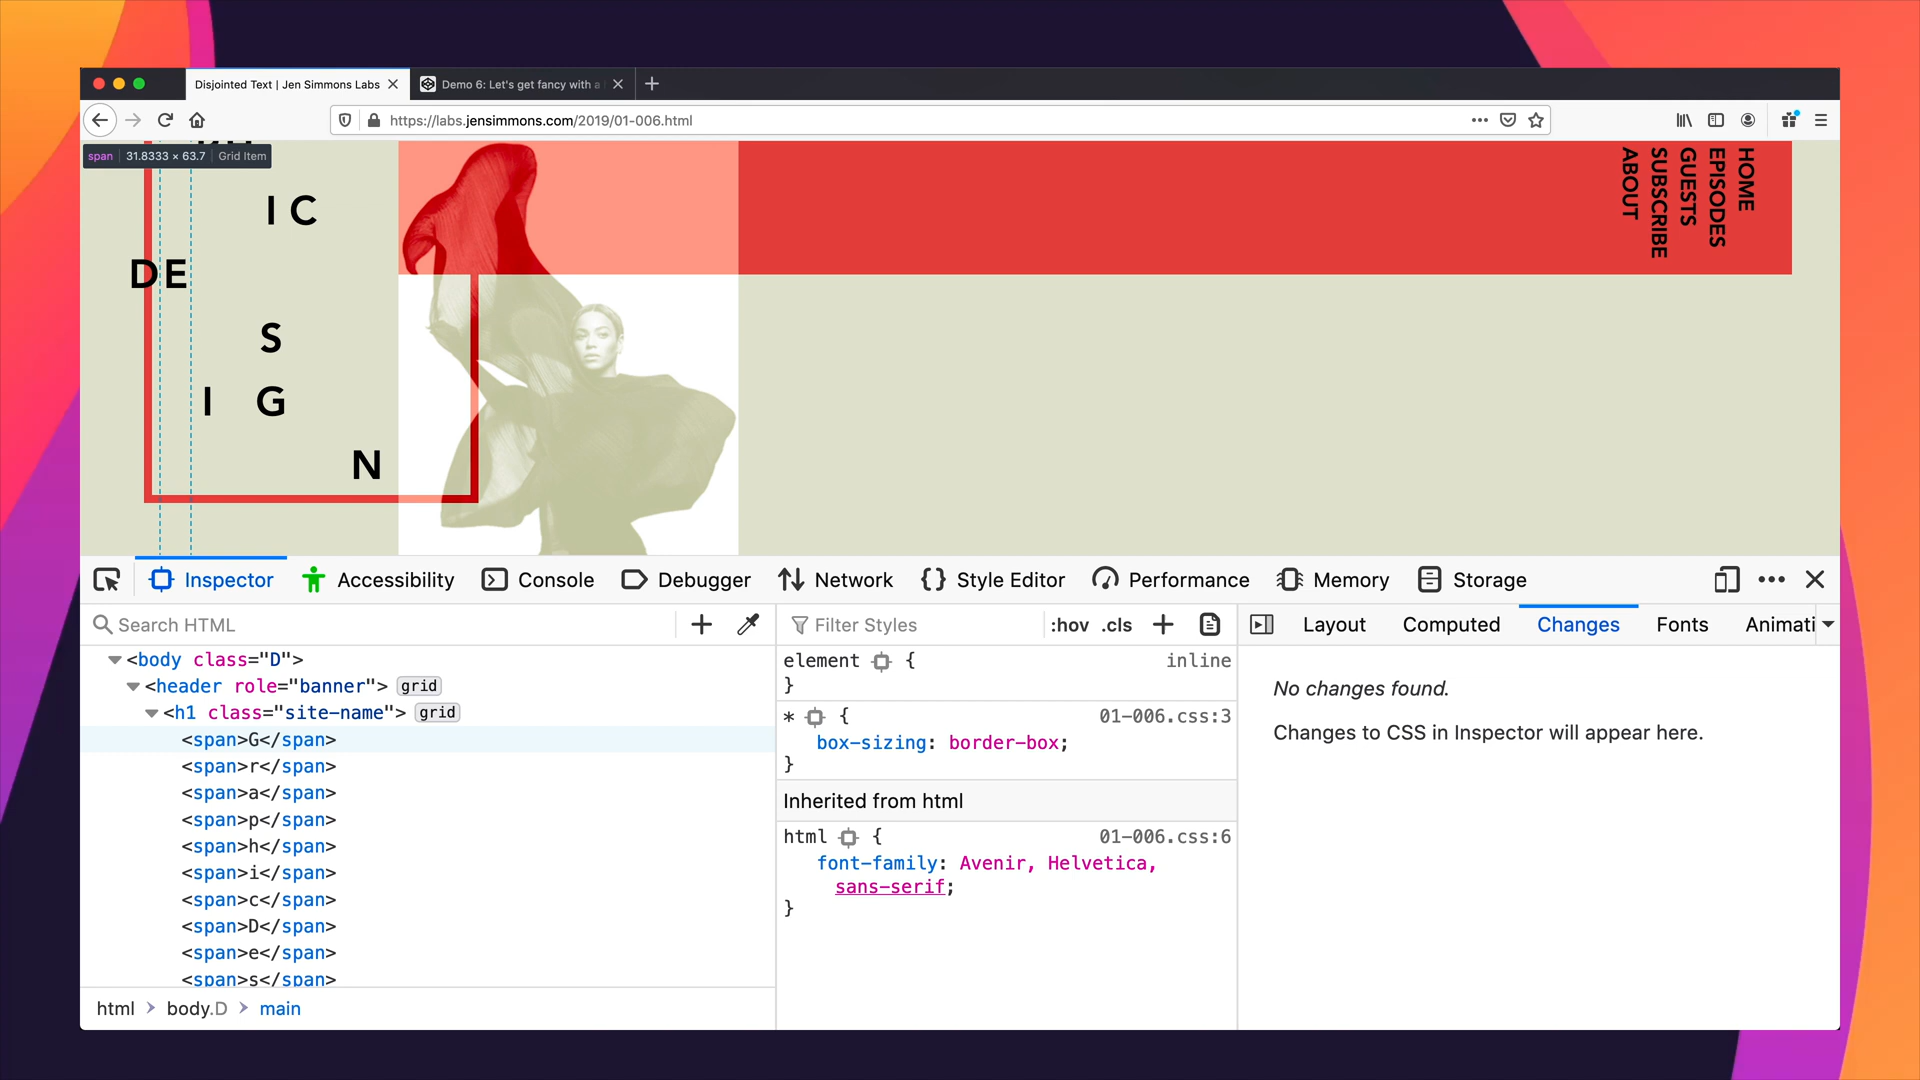 Disjointed Text | Jen Simmons Labs
Demo 6: Let's get fancy with a
https://labs.jensimmons.com/2019/01-006.html
span 31.8333 × 63.7 Grid Item
I C
D E
S
I G
N
HOME
EPISODES
GUESTS
SUBSCRIBE
ABOUT
Inspector Accessibility Console Debugger Network Style Editor Performance Memory Storage
Search HTML
Filter Styles :hov .cls
Layout Computed Changes Fonts Animati
<body class="D">
<header role="banner"> grid
<h1 class="site-name"> grid
<span>G</span>
<span>r</span>
<span>a</span>
<span>p</span>
<span>h</span>
<span>i</span>
<span>c</span>
<span>D</span>
<span>e</span>
<span>s</span>
html > body.D > main
element { inline
}
* { 01-006.css:3
box-sizing: border-box;
}
Inherited from html
html { 01-006.css:6
font-family: Avenir, Helvetica,
sans-serif;
}
No changes found.
Changes to CSS in Inspector will appear here.